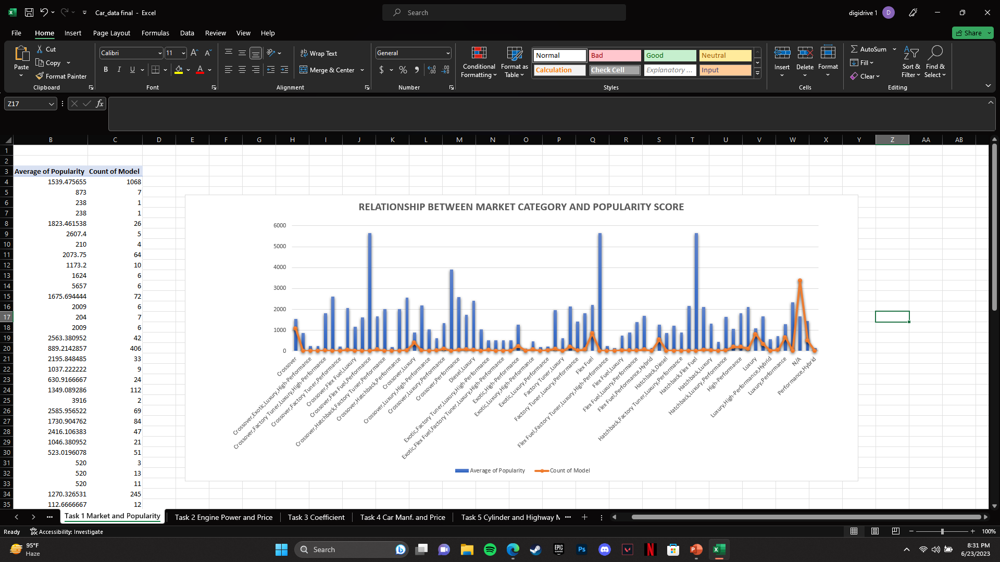 Car_data final - Excel
Search
digidrive 1
D
File Home Insert Page Layout Formulas Data Review View Help
Share
Paste
Cut
Copy
Format Painter
Clipboard
Calibri 11
B I U
Font
Wrap Text
Merge & Center
Alignment
General
$ % ,
Number
Conditional Formatting
Format as Table
Normal Bad Good Neutral
Calculation Check Cell Explanatory ... Input
Styles
Insert Delete Format
Cells
AutoSum
Fill
Clear
Sort & Filter
Find & Select
Editing
Z17
fx
B C D E F G H I J K L M N O P Q R S T U V W X Y Z AA AB
1
2
3 Average of Popularity Count of Model
4 1539.475655 1068
5 873 7
6 238 1
7 238 1
8 1823.461538 26
9 2607.4 5
10 210 4
11 2073.75 64
12 1173.2 10
13 1624 6
14 5657 6
15 1675.694444 72
16 2009 6
17 204 7
18 2009 6
19 2563.380952 42
20 889.2142857 406
21 2195.848485 33
22 1037.222222 9
23 630.9166667 24
24 1349.089286 112
25 3916 2
26 2585.956522 69
27 1730.904762 84
28 2416.106383 47
29 1046.380952 21
30 523.0196078 51
31 520 3
32 520 13
33 520 11
34 1270.326531 245
35 112.6666667 12
RELATIONSHIP BETWEEN MARKET CATEGORY AND POPULARITY SCORE
6000
5000
4000
3000
2000
1000
0
Crossover
Crossover,Exotic,Luxury,High-Performance
Crossover,Factory Tuner,Luxury,High-Performance
Crossover,Factory Tuner,Performance
Crossover,Flex Fuel,Luxury
Crossover,Flex Fuel,Performance
Crossover,Hatchback,Factory Tuner,Performance
Crossover,Hatchback,Performance
Crossover,Luxury
Crossover,Luxury,High-Performance
Crossover,Luxury,Performance
Crossover,Performance
Diesel,Luxury
Exotic,Factory Tuner,Luxury,High-Performance
Exotic,Flex Fuel,Factory Tuner,Luxury,High-Performance
Exotic,High-Performance
Exotic,Luxury,High-Performance
Exotic,Luxury,Performance
Factory Tuner,Luxury
Factory Tuner,Luxury,Performance
Flex Fuel
Flex Fuel,Factory Tuner,Luxury,High-Performance
Flex Fuel,Luxury
Flex Fuel,Luxury,Performance
Flex Fuel,Performance,Hybrid
Hatchback,Diesel
Hatchback,Factory Tuner,Luxury,Performance
Hatchback,Flex Fuel
Hatchback,Luxury
Hatchback,Luxury,Performance
High-Performance
Luxury
Luxury,High-Performance,Hybrid
Luxury,Performance
N/A
Performance,Hybrid
Average of Popularity Count of Model
Task 1 Market and Popularity Task 2 Engine Power and Price Task 3 Coefficient Task 4 Car Manf. and Price Task 5 Cylinder and Highway M
Ready Accessibility: Investigate
100%
95°F
Haze
Search
EPIC GAMES
Ps
8:31 PM
6/23/2023